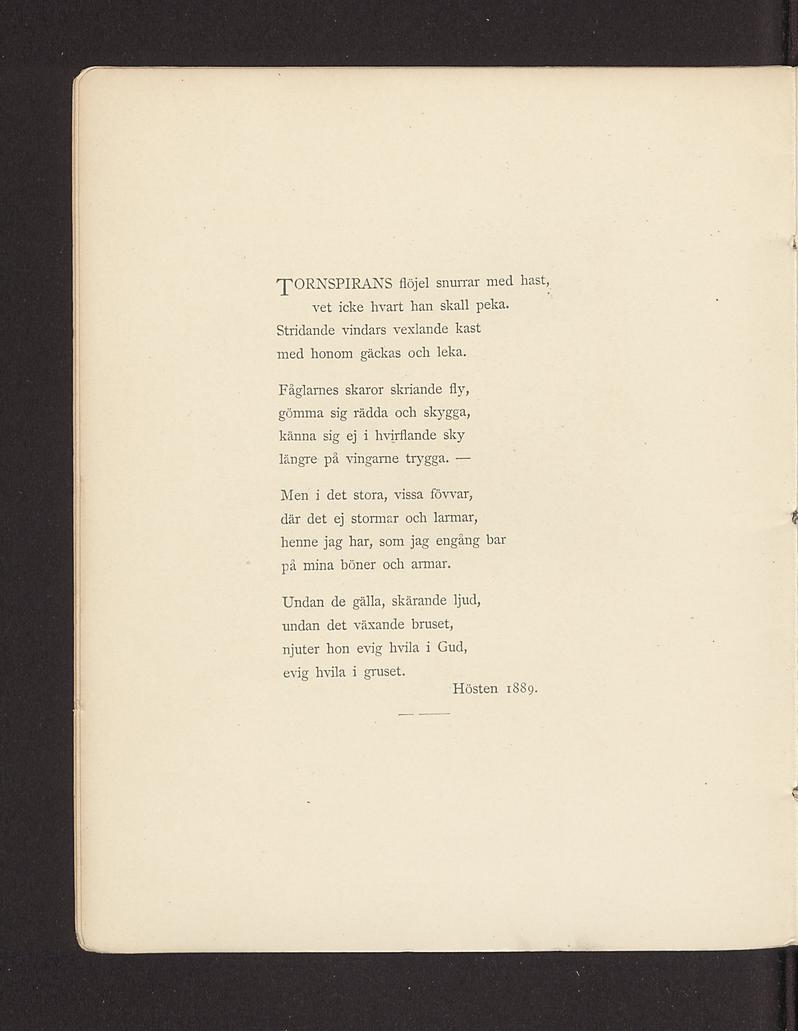 TORNSPIRANS flöjel snurrar med hast,
vet icke hvart han skall peka.
Stridande vindars vexlande kast
med honom gäckas och leka.

Fåglarnes skaror skriande fly,
gömma sig rädda och skygga,
känna sig ej i hvirflande sky
längre på vingarne trygga. —

Men i det stora, vissa förvar,
där det ej stormar och larmar,
henne jag har, som jag engång bar
på mina böner och armar.

Undan de gälla, skärande ljud,
undan det växande bruset,
njuter hon evig hvila i Gud,
evig hvila i gruset.
Hösten 1889.